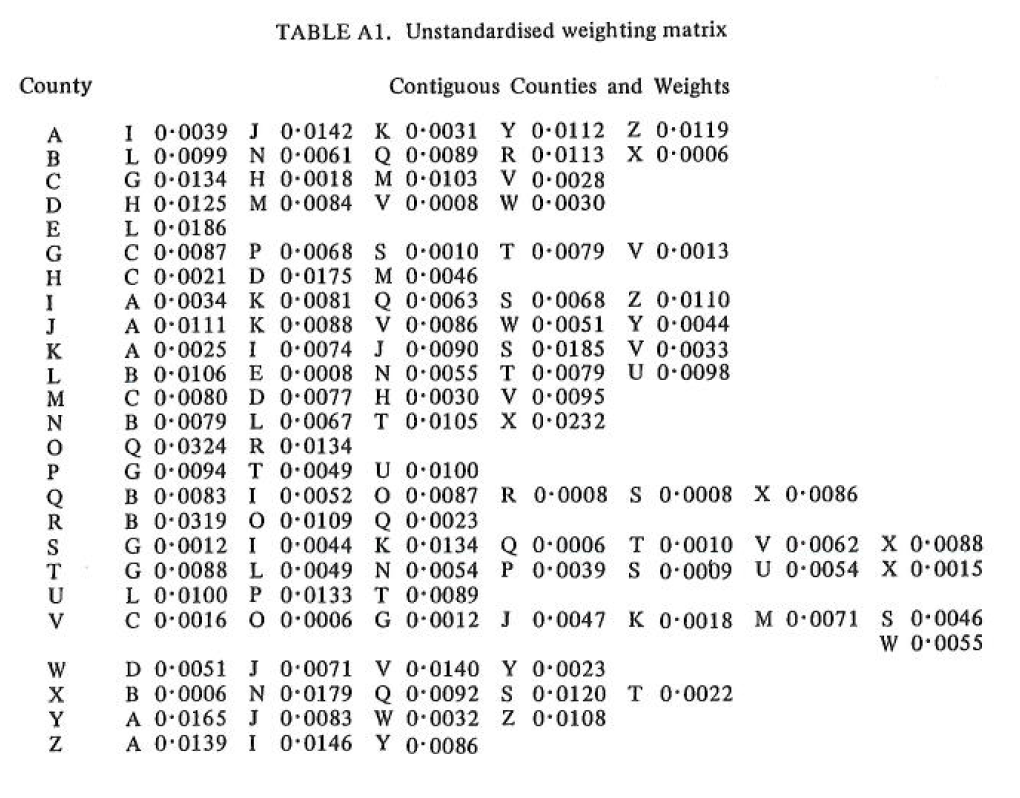 TABLE A1. Unstandardised weighting matrix
County Contiguous Counties and Weights
A I 0·0039 J 0·0142 K 0·0031 Y 0·0112 Z 0·0119
B L 0·0099 N 0·0061 Q 0·0089 R 0·0113 X 0·0006
C G 0·0134 H 0·0018 M 0·0103 V 0·0028
D H 0·0125 M 0·0084 V 0·0008 W 0·0030
E L 0·0186
G C 0·0087 P 0·0068 S 0·0010 T 0·0079 V 0·0013
H C 0·0021 D 0·0175 M 0·0046
I A 0·0034 K 0·0081 Q 0·0063 S 0·0068 Z 0·0110
J A 0·0111 K 0·0088 V 0·0086 W 0·0051 Y 0·0044
K A 0·0025 I 0·0074 J 0·0090 S 0·0185 V 0·0033
L B 0·0106 E 0·0008 N 0·0055 T 0·0079 U 0·0098
M C 0·0080 D 0·0077 H 0·0030 V 0·0095
N B 0·0079 L 0·0067 T 0·0105 X 0·0232
O Q 0·0324 R 0·0134
P G 0·0094 T 0·0049 U 0·0100
Q B 0·0083 I 0·0052 O 0·0087 R 0·0008 S 0·0008 X 0·0086
R B 0·0319 O 0·0109 Q 0·0023
S G 0·0012 I 0·0044 K 0·0134 Q 0·0006 T 0·0010 V 0·0062 X 0·0088
T G 0·0088 L 0·0049 N 0·0054 P 0·0039 S 0·0009 U 0·0054 X 0·0015
U L 0·0100 P 0·0133 T 0·0089
V C 0·0016 O 0·0006 G 0·0012 J 0·0047 K 0·0018 M 0·0071 S 0·0046
W 0·0055
W D 0·0051 J 0·0071 V 0·0140 Y 0·0023
X B 0·0006 N 0·0179 Q 0·0092 S 0·0120 T 0·0022
Y A 0·0165 J 0·0083 W 0·0032 Z 0·0108
Z A 0·0139 I 0·0146 Y 0·0086